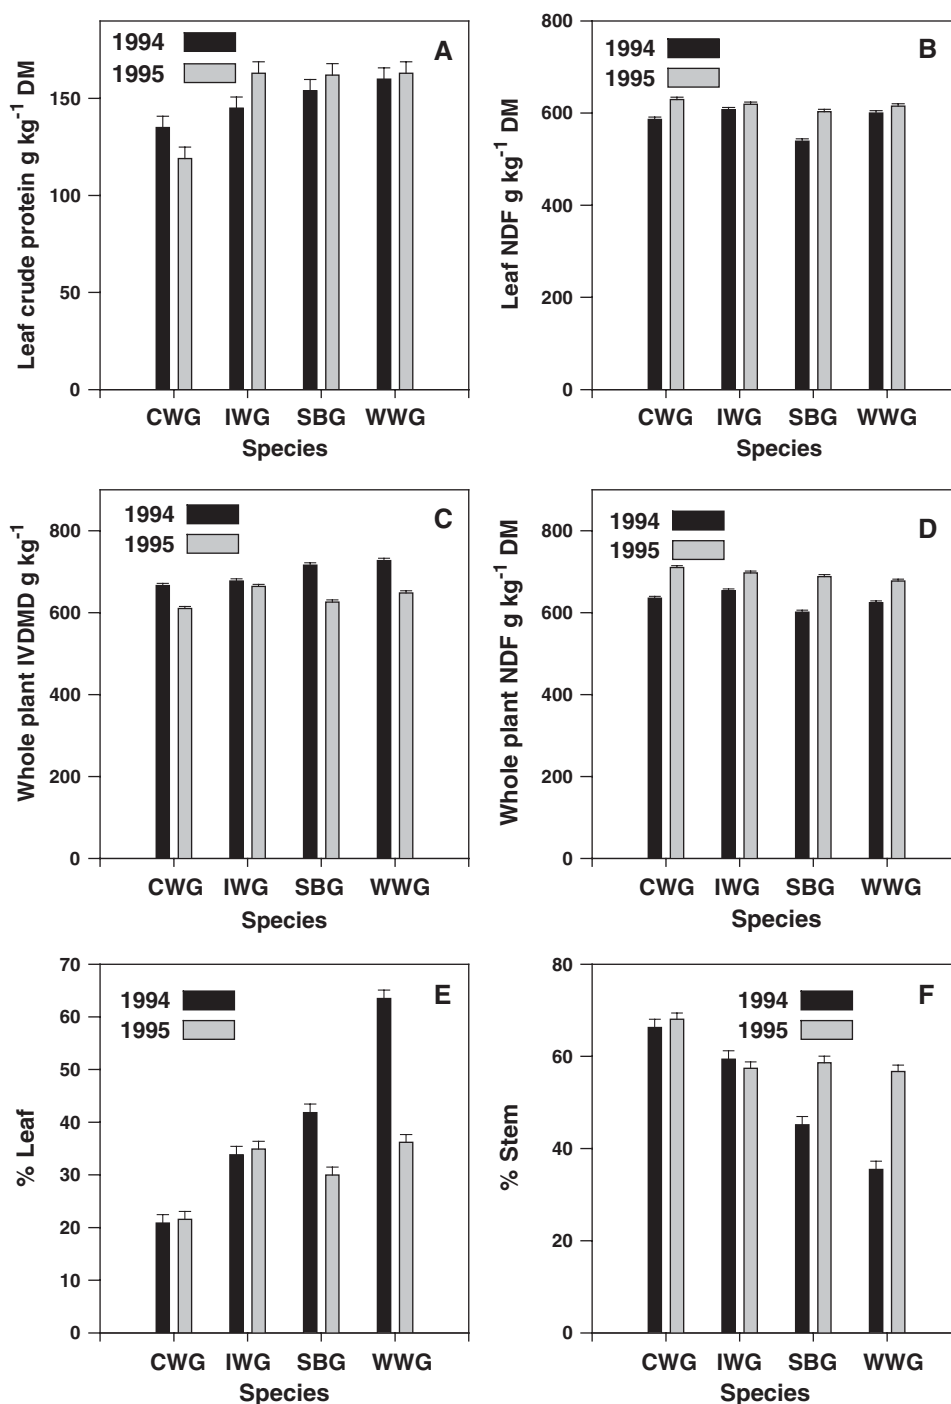 A
1994
1995
Leaf crude protein g kg⁻¹ DM
150
100
50
0
CWG IWG SBG WWG
Species
B
1994
1995
Leaf NDF g kg⁻¹ DM
800
600
400
200
0
CWG IWG SBG WWG
Species
C
1994
1995
Whole plant IVDMD g kg⁻¹
800
600
400
200
0
CWG IWG SBG WWG
Species
D
1994
1995
Whole plant NDF g kg⁻¹ DM
800
600
400
200
0
CWG IWG SBG WWG
Species
E
1994
1995
% Leaf
70
60
50
40
30
20
10
0
CWG IWG SBG WWG
Species
F
1994
1995
% Stem
80
60
40
20
0
CWG IWG SBG WWG
Species